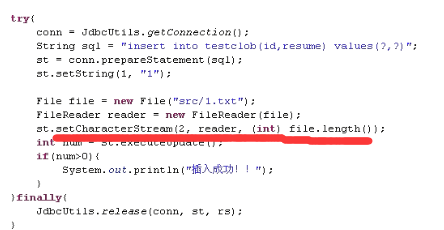 try{
conn = JdbcUtils.getConnection();
String sql = "insert into testclob(id,resume) values(?,?)";
st = conn.prepareStatement(sql);
st.setString(1, "1");
File file = new File("src/1.txt");
FileReader reader = new FileReader(file);
st.setCharacterStream(2, reader, (int) file.length());
int num = st.executeUpdate();
if(num>0){
System.out.println("插入成功！！");
}
}finally{
JdbcUtils.release(conn, st, rs);
}